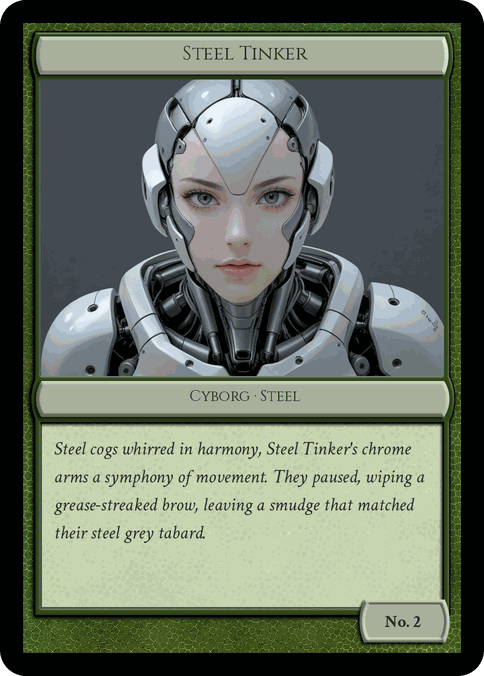 Steel Tinker
Cyborg · Steel
Steel cogs whirred in harmony, Steel Tinker's chrome
arms a symphony of movement. They paused, wiping a
grease-streaked brow, leaving a smudge that matched
their steel grey tabard.
No. 2